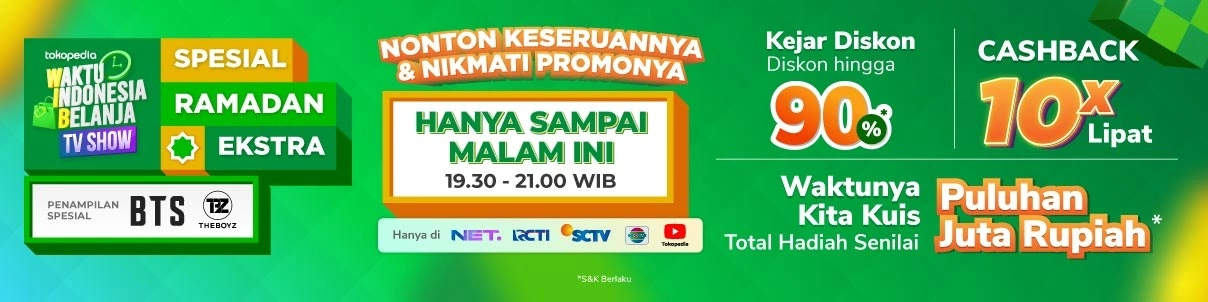 tokopedia
WAKTU
INDONESIA
BELANJA
TV SHOW
SPESIAL
RAMADAN
EKSTRA
PENAMPILAN
SPESIAL
BTS
TBZ
THEBOYZ
NONTON KESERUANNYA
& NIKMATI PROMONYA
HANYA SAMPAI
MALAM INI
19.30 - 21.00 WIB
Hanya di NET. RCTI SCTV Tokopedia
*S&K Berlaku
Kejar Diskon
Diskon hingga
90%*
CASHBACK
10x
Lipat
Waktunya
Kita Kuis
Total Hadiah Senilai
Puluhan
Juta Rupiah*